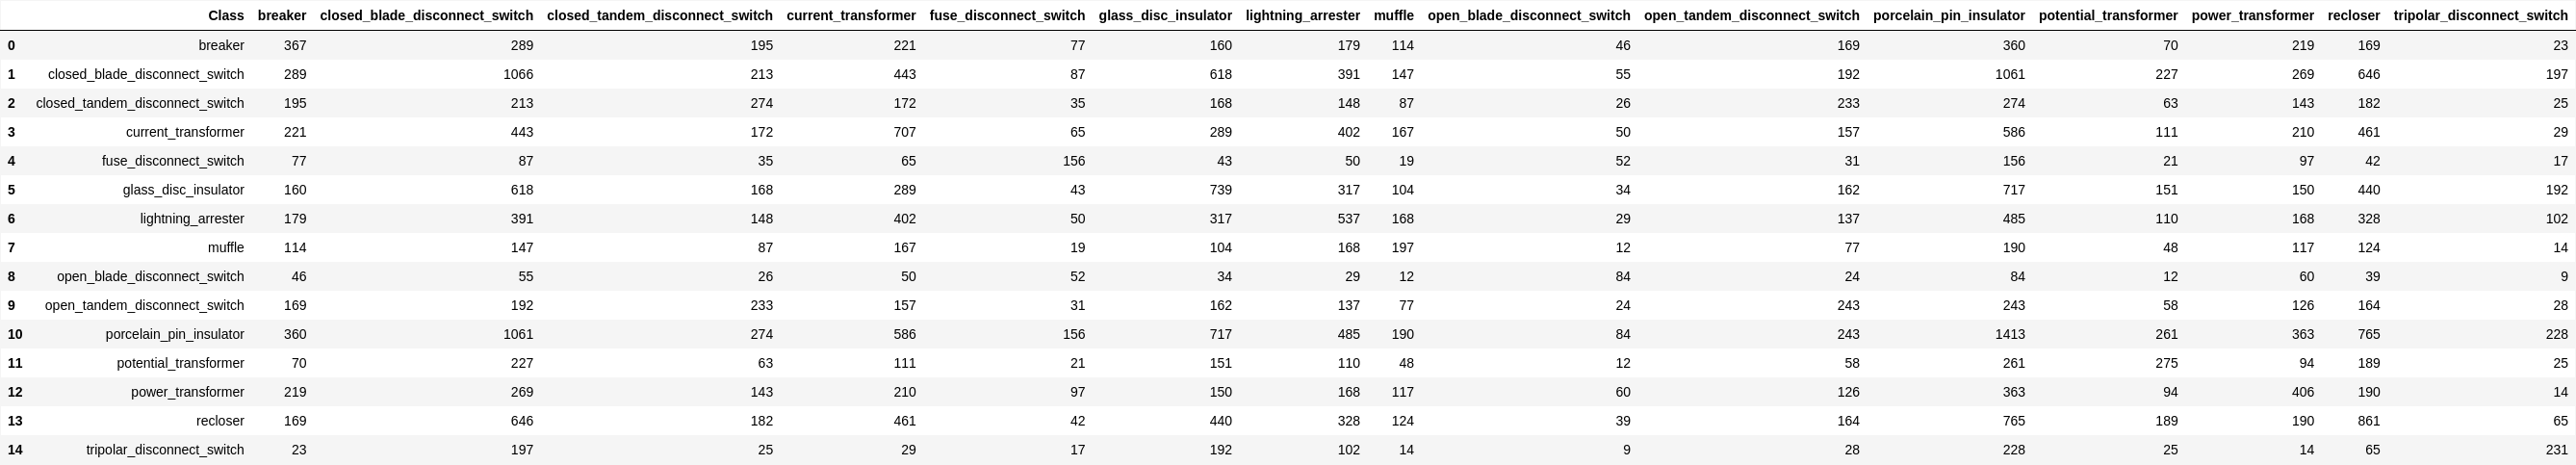 Class breaker closed_blade_disconnect_switch closed_tandem_disconnect_switch current_transformer fuse_disconnect_switch glass_disc_insulator lightning_arrester muffle open_blade_disconnect_switch open_tandem_disconnect_switch porcelain_pin_insulator potential_transformer power_transformer recloser tripolar_disconnect_switch
0 breaker 367 289 195 221 77 160 179 114 46 169 360 70 219 169 23
1 closed_blade_disconnect_switch 289 1066 213 443 87 618 391 147 55 192 1061 227 269 646 197
2 closed_tandem_disconnect_switch 195 213 274 172 35 168 148 87 26 233 274 63 143 182 25
3 current_transformer 221 443 172 707 65 289 402 167 50 157 586 111 210 461 29
4 fuse_disconnect_switch 77 87 35 65 156 43 50 19 52 31 156 21 97 42 17
5 glass_disc_insulator 160 618 168 289 43 739 317 104 34 162 717 151 150 440 192
6 lightning_arrester 179 391 148 402 50 317 537 168 29 137 485 110 168 328 102
7 muffle 114 147 87 167 19 104 168 197 12 77 190 48 117 124 14
8 open_blade_disconnect_switch 46 55 26 50 52 34 29 12 84 24 84 12 60 39 9
9 open_tandem_disconnect_switch 169 192 233 157 31 162 137 77 24 243 243 58 126 164 28
10 porcelain_pin_insulator 360 1061 274 586 156 717 485 190 84 243 1413 261 363 765 228
11 potential_transformer 70 227 63 111 21 151 110 48 12 58 261 275 94 189 25
12 power_transformer 219 269 143 210 97 150 168 117 60 126 363 94 406 190 14
13 recloser 169 646 182 461 42 440 328 124 39 164 765 189 190 861 65
14 tripolar_disconnect_switch 23 197 25 29 17 192 102 14 9 28 228 25 14 65 231